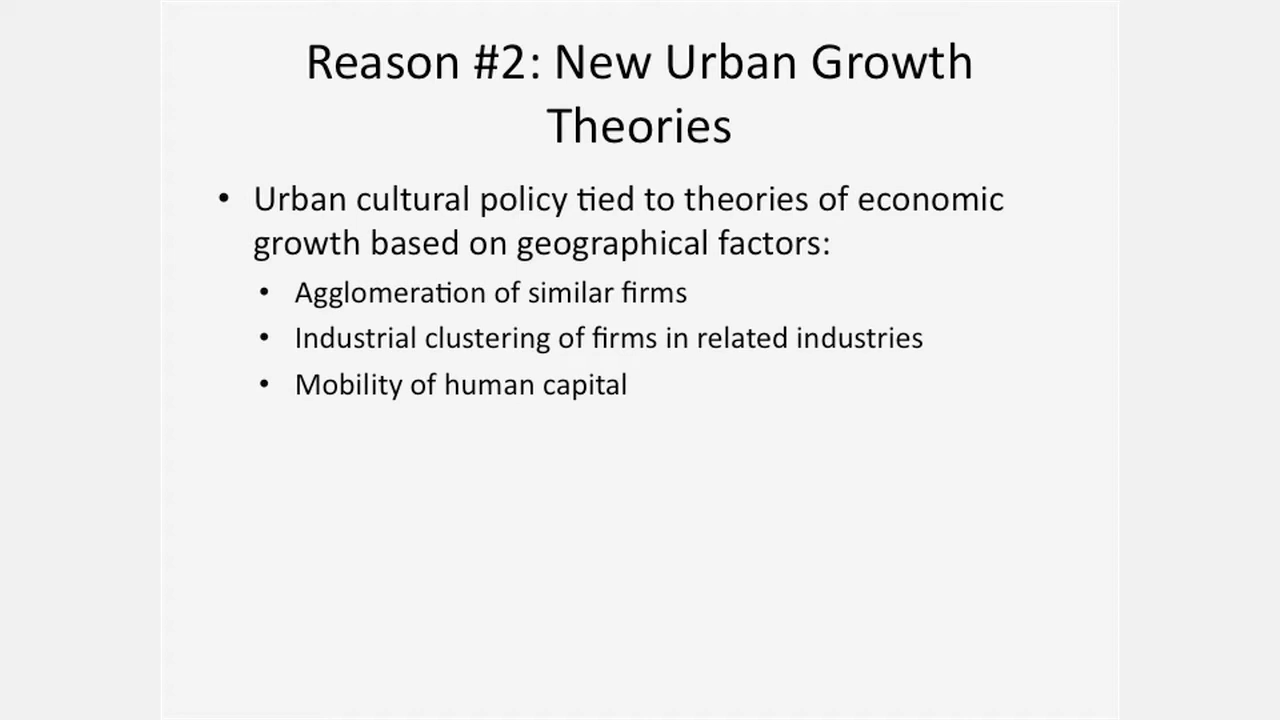 Reason #2: New Urban Growth
Theories
• Urban cultural policy tied to theories of economic
growth based on geographical factors:
• Agglomeration of similar firms
• Industrial clustering of firms in related industries
• Mobility of human capital